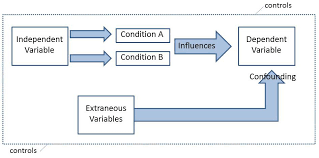 controls
Independent
Variable
Condition A
Condition B
Influences
Dependent
Variable
Confounding
Extraneous
Variables
controls